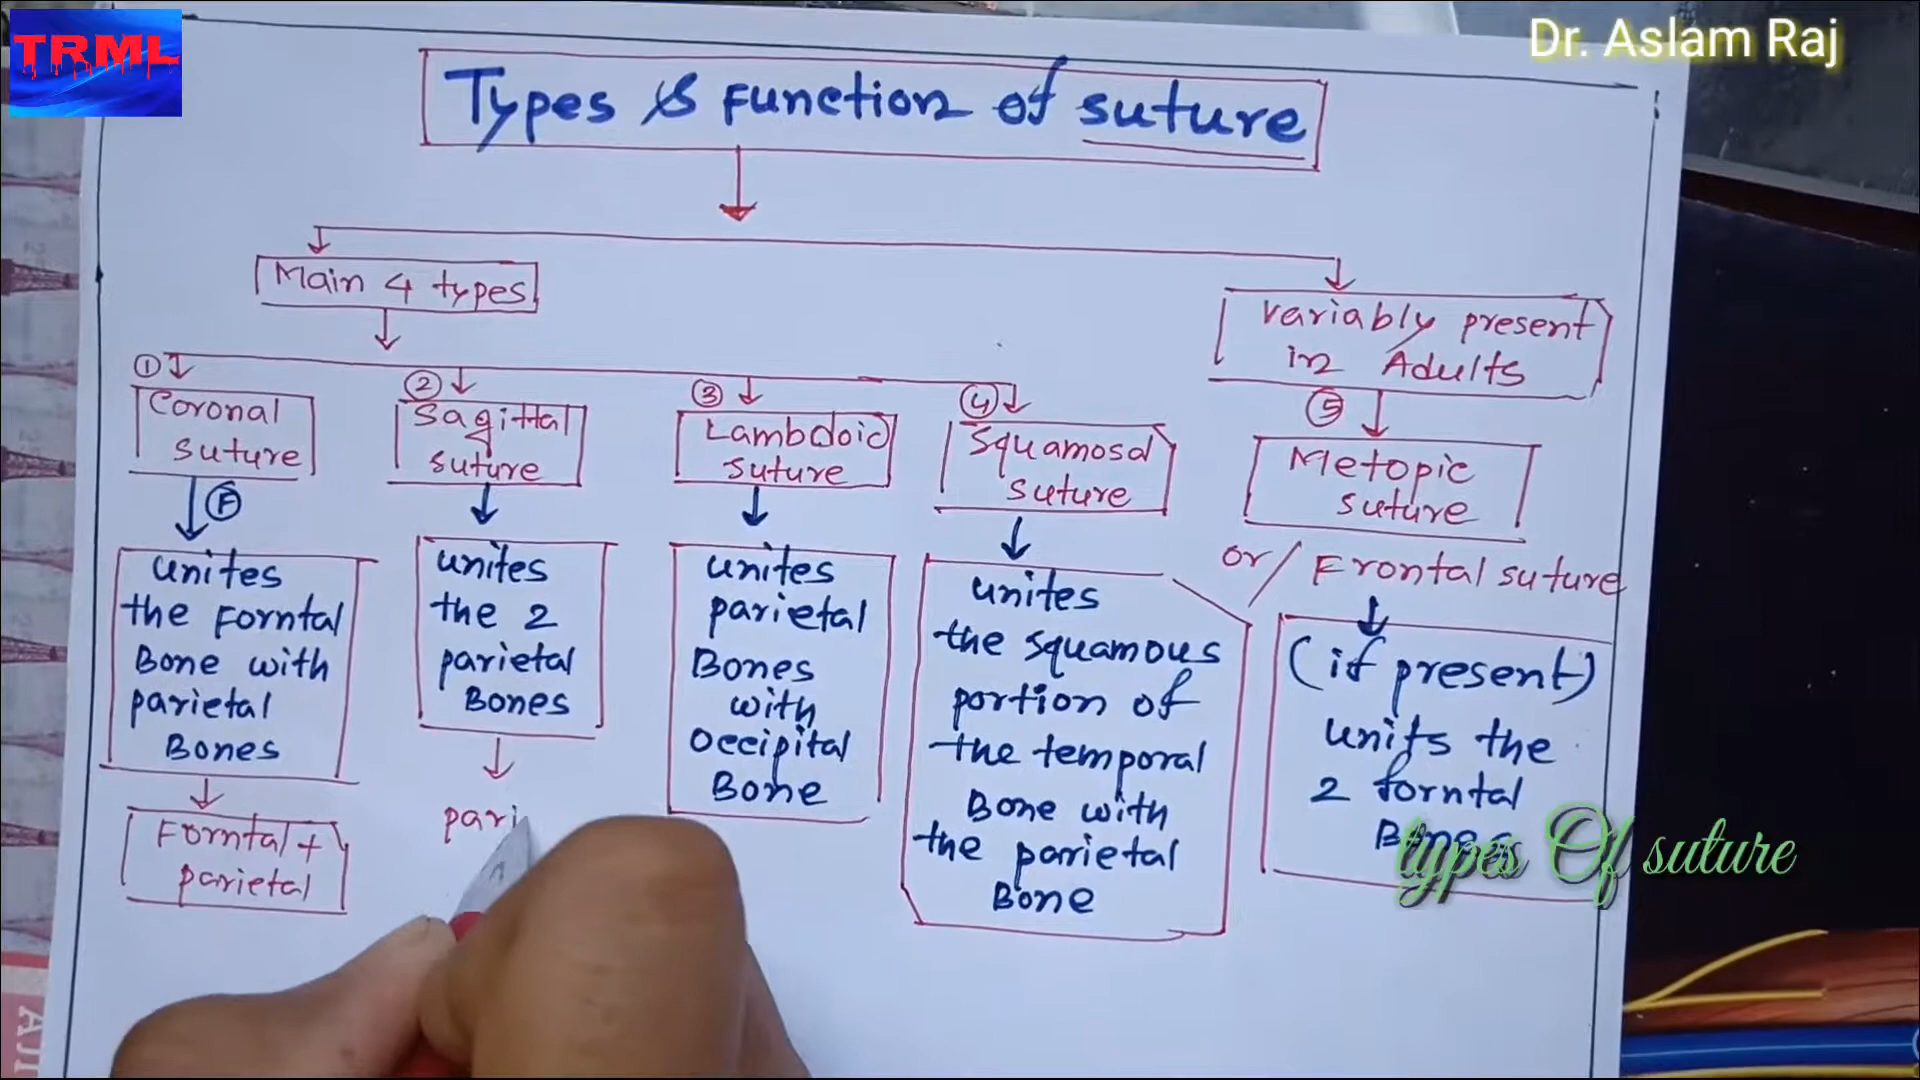 TRML
Dr. Aslam Raj
Types & Function of suture
Main 4 types
variably present
in Adults
①
Coronal
suture
②
Sagittal
suture
③
Lambdoid
suture
④
Squamosal
suture
⑤
Metopic
suture
or / Frontal suture
F
unites
the Forntal
Bone with
parietal
Bones
unites
the 2
parietal
Bones
unites
parietal
Bones
with
Occipital
Bone
unites
the squamous
portion of
the temporal
Bone with
the parietal
Bone
(if present)
units the
2 forntal
Bones
types Of suture
Forntal +
parietal
pari
AJI